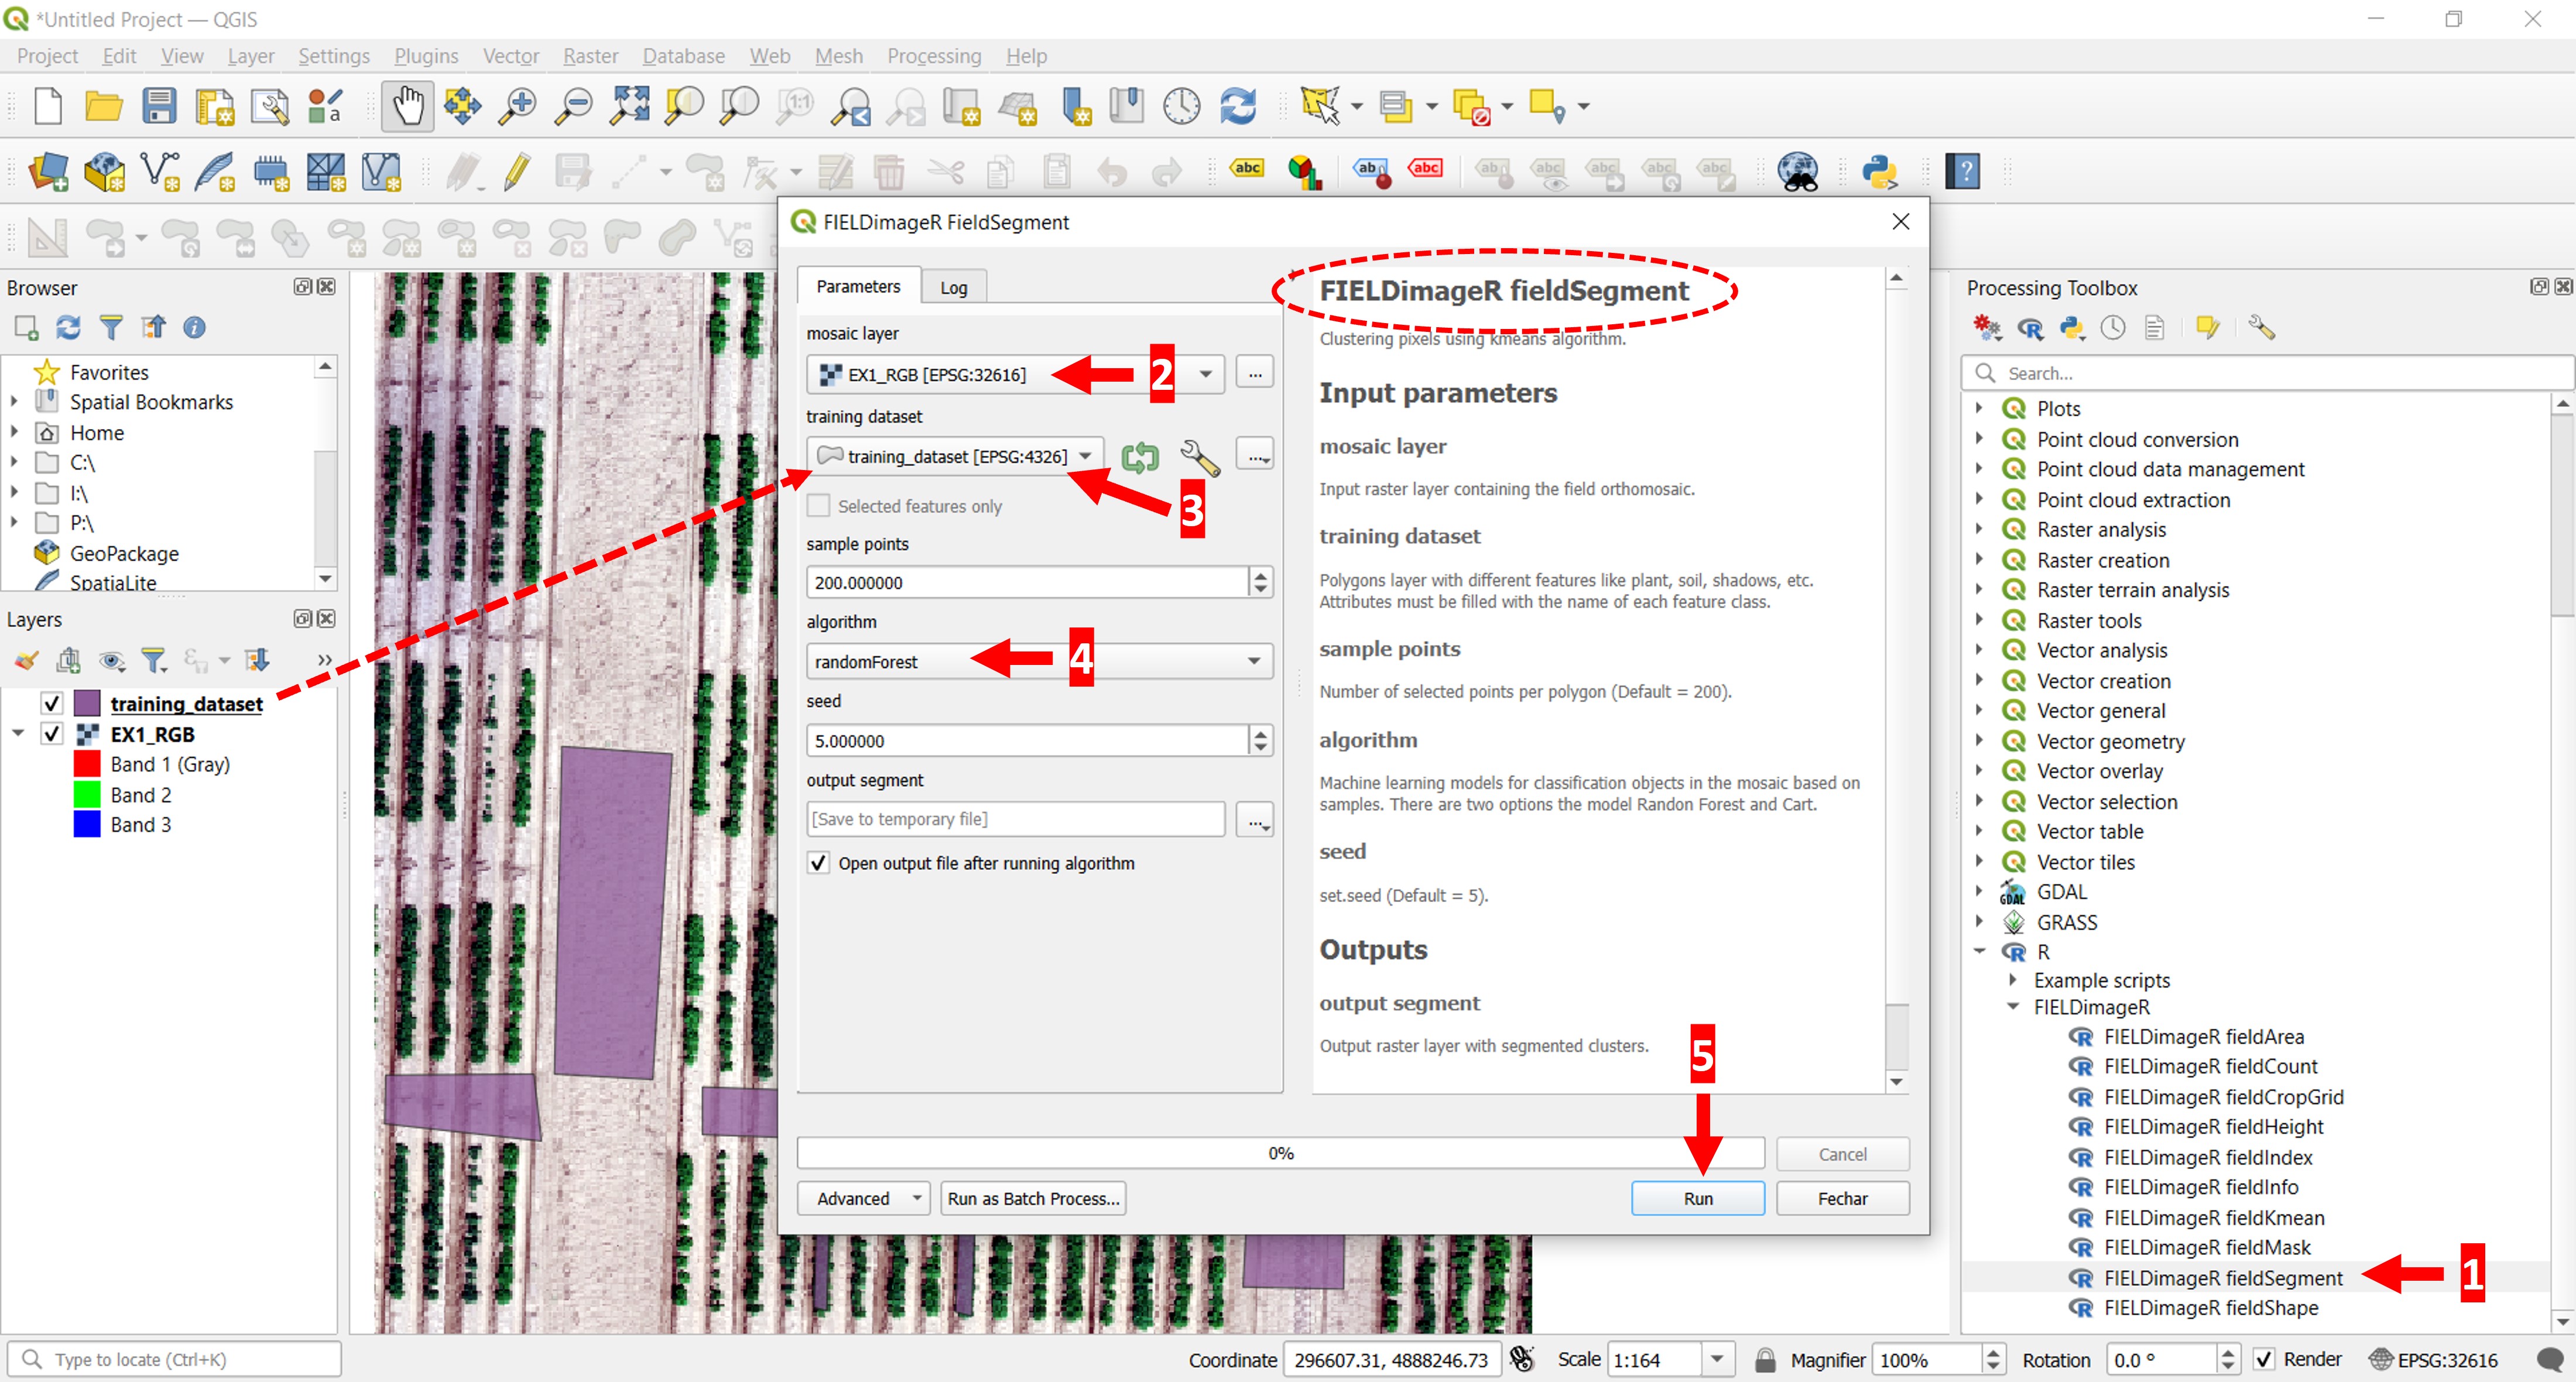 *Untitled Project — QGIS
Project Edit View Layer Settings Plugins Vector Raster Database Web Mesh Processing Help
FIELDimageR FieldSegment
Browser
Favorites
Spatial Bookmarks
Home
C:\
I:\
P:\
GeoPackage
SpatiaLite
Layers
training_dataset
EX1_RGB
Band 1 (Gray)
Band 2
Band 3
Parameters
Log
mosaic layer
EX1_RGB [EPSG:32616]
2
training dataset
training_dataset [EPSG:4326]
3
Selected features only
sample points
200.000000
algorithm
randomForest
4
seed
5.000000
output segment
[Save to temporary file]
Open output file after running algorithm
FIELDimageR fieldSegment
Clustering pixels using kmeans algorithm.
Input parameters
mosaic layer
Input raster layer containing the field orthomosaic.
training dataset
Polygons layer with different features like plant, soil, shadows, etc.
Attributes must be filled with the name of each feature class.
sample points
Number of selected points per polygon (Default = 200).
algorithm
Machine learning models for classification objects in the mosaic based on
samples. There are two options the model Randon Forest and Cart.
seed
set.seed (Default = 5).
Outputs
output segment
Output raster layer with segmented clusters.
5
0%
Cancel
Advanced
Run as Batch Process...
Run
Fechar
Processing Toolbox
Search...
Plots
Point cloud conversion
Point cloud data management
Point cloud extraction
Raster analysis
Raster creation
Raster terrain analysis
Raster tools
Vector analysis
Vector creation
Vector general
Vector geometry
Vector overlay
Vector selection
Vector table
Vector tiles
GDAL
GRASS
R
Example scripts
FIELDimageR
FIELDimageR fieldArea
FIELDimageR fieldCount
FIELDimageR fieldCropGrid
FIELDimageR fieldHeight
FIELDimageR fieldIndex
FIELDimageR fieldInfo
FIELDimageR fieldKmean
FIELDimageR fieldMask
FIELDimageR fieldSegment
1
FIELDimageR fieldShape
Type to locate (Ctrl+K)
Coordinate 296607.31, 4888246.73 Scale 1:164 Magnifier 100% Rotation 0.0 ° Render EPSG:32616